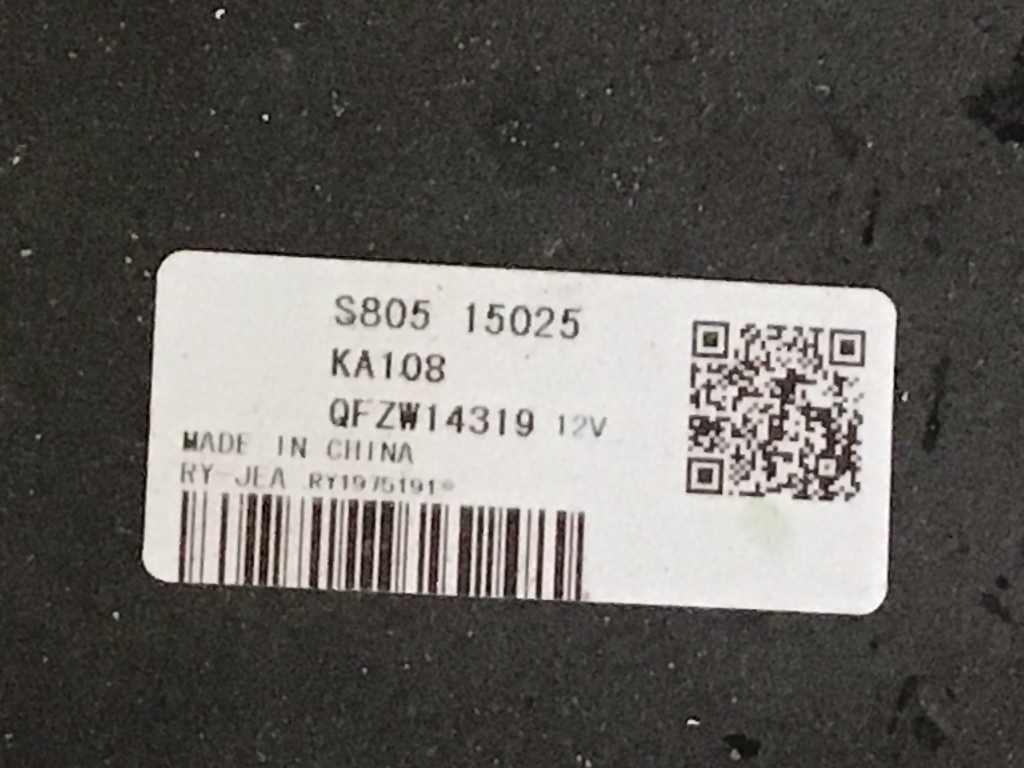 S805 15025
KA108
QFZW14319 12V
MADE IN CHINA
RY-JEA RY1975191*